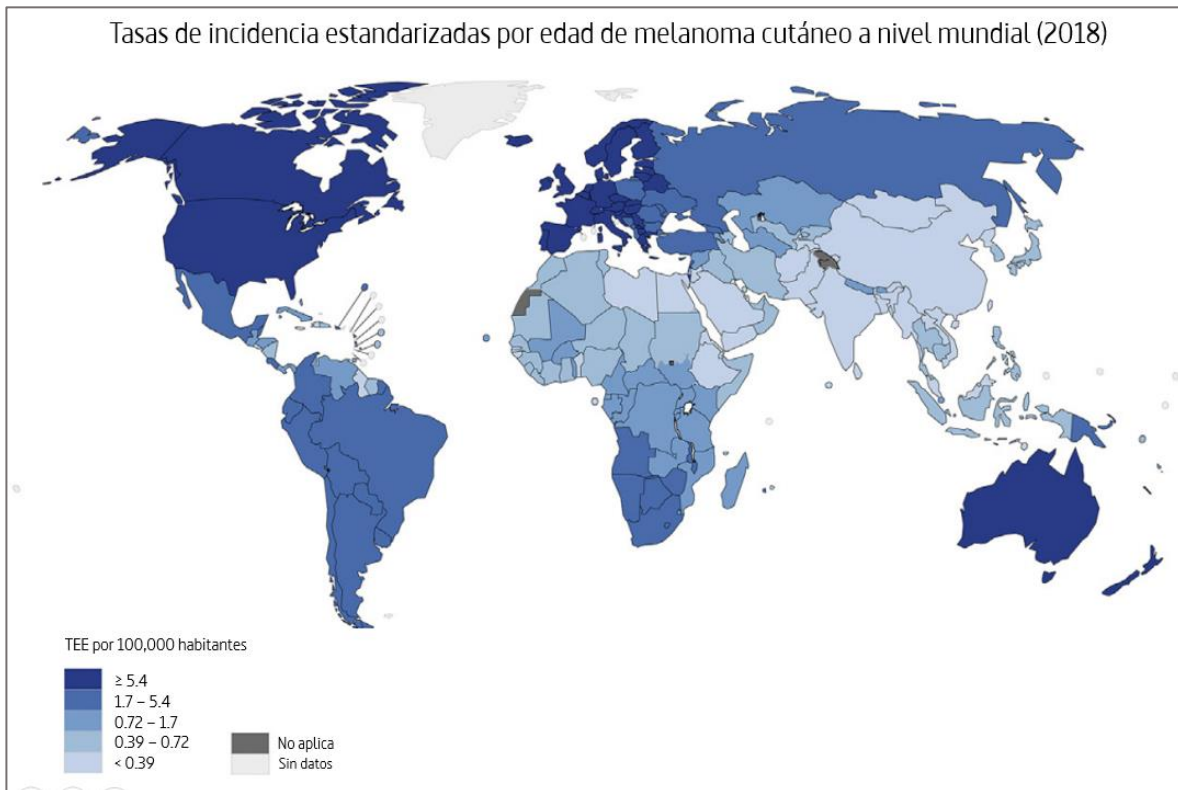 Tasas de incidencia estandarizadas por edad de melanoma cutáneo a nivel mundial (2018)
TEE por 100,000 habitantes
≥ 5.4
1.7 – 5.4
0.72 – 1.7
0.39 – 0.72
< 0.39
No aplica
Sin datos